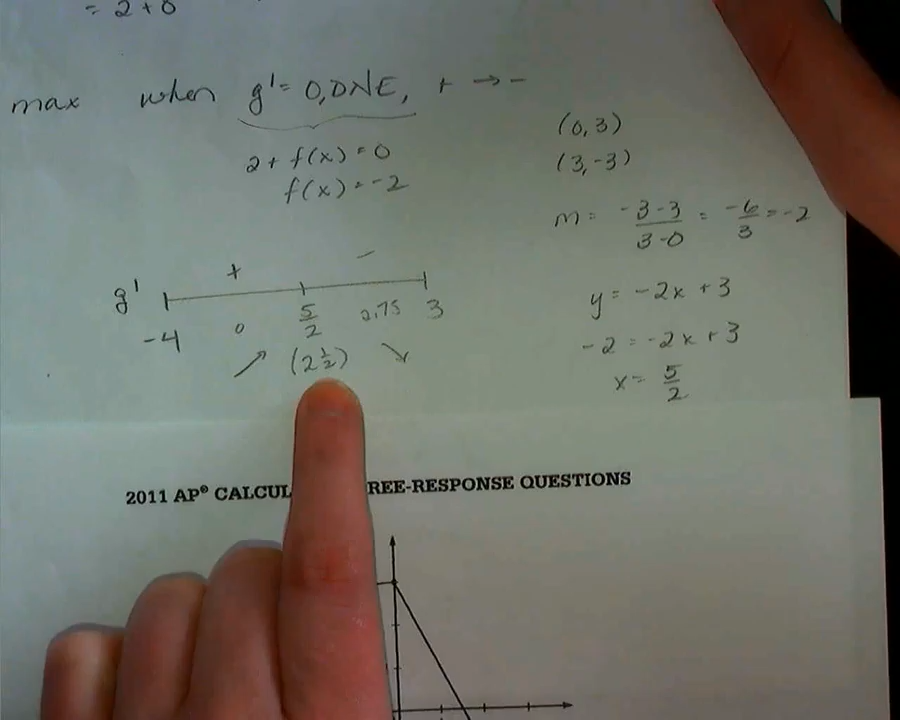 = 2 + 0
max when g' = 0, DNE, + → -
2 + f(x) = 0
f(x) = -2
(0,3)
(3,-3)
m = -3-3/3-0 = -6/3 = -2
g' + -
-4 0 5/2 2.75 3
↗ (2 1/2) ↘
y = -2x + 3
-2 = -2x + 3
x = 5/2
2011 AP® CALCUL REE-RESPONSE QUESTIONS